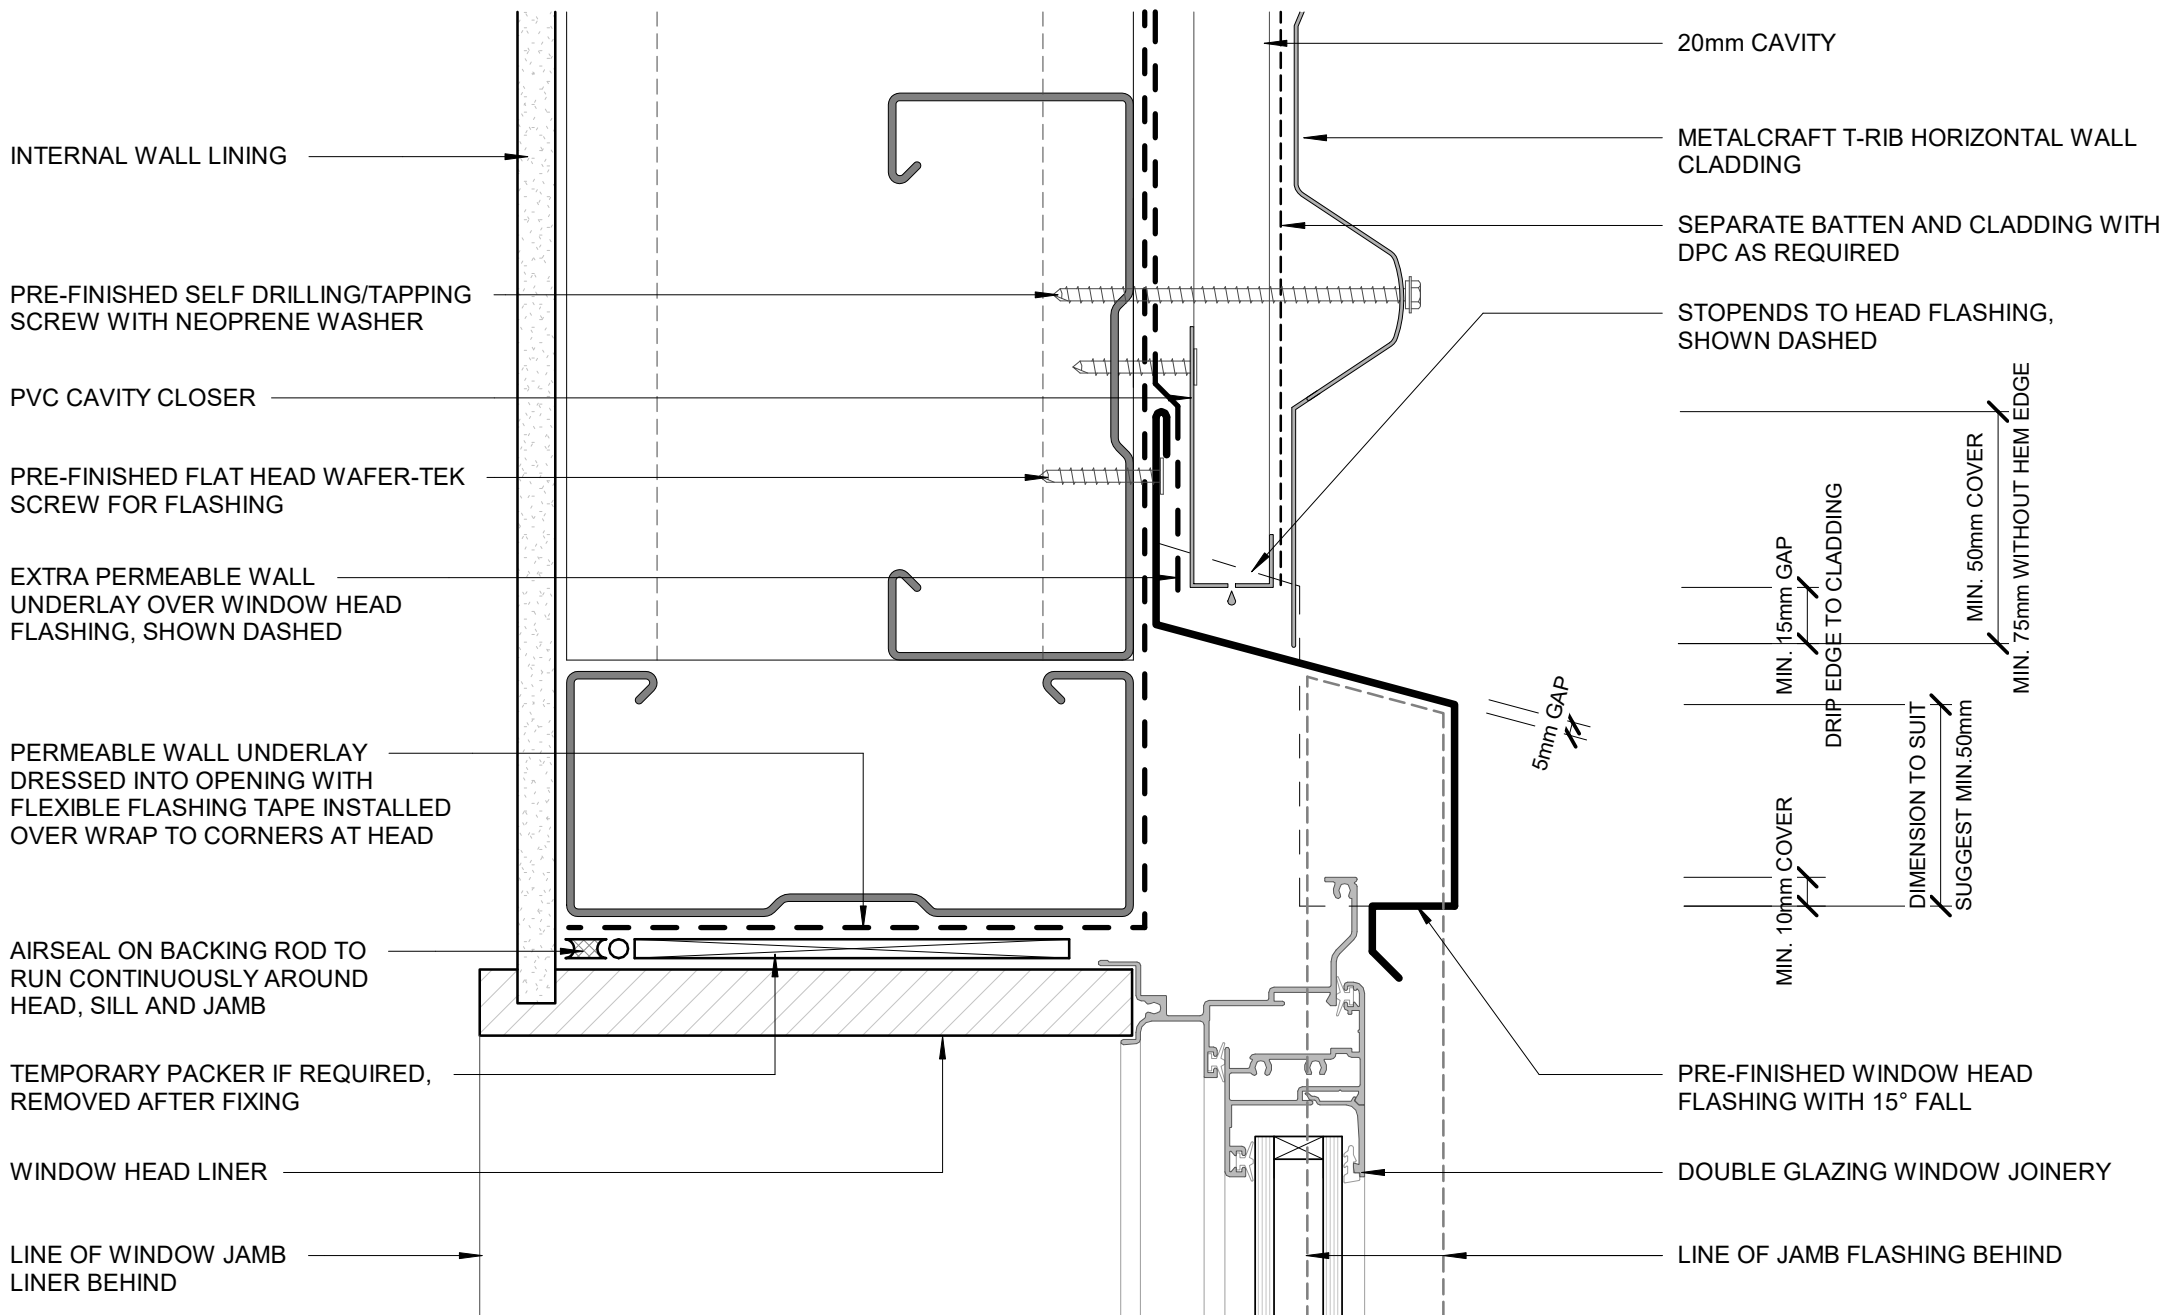 INTERNAL WALL LINING
PRE-FINISHED SELF DRILLING/TAPPING
SCREW WITH NEOPRENE WASHER
PVC CAVITY CLOSER
PRE-FINISHED FLAT HEAD WAFER-TEK
SCREW FOR FLASHING
EXTRA PERMEABLE WALL
UNDERLAY OVER WINDOW HEAD
FLASHING, SHOWN DASHED
PERMEABLE WALL UNDERLAY
DRESSED INTO OPENING WITH
FLEXIBLE FLASHING TAPE INSTALLED
OVER WRAP TO CORNERS AT HEAD
AIRSEAL ON BACKING ROD TO
RUN CONTINUOUSLY AROUND
HEAD, SILL AND JAMB
TEMPORARY PACKER IF REQUIRED,
REMOVED AFTER FIXING
WINDOW HEAD LINER
LINE OF WINDOW JAMB
LINER BEHIND
20mm CAVITY
METALCRAFT T-RIB HORIZONTAL WALL
CLADDING
SEPARATE BATTEN AND CLADDING WITH
DPC AS REQUIRED
STOPENDS TO HEAD FLASHING,
SHOWN DASHED
MIN. 15mm GAP
DRIP EDGE TO CLADDING
MIN. 50mm COVER
MIN. 75mm WITHOUT HEM EDGE
5mm GAP
MIN. 10mm COVER
DIMENSION TO SUIT
SUGGEST MIN.50mm
PRE-FINISHED WINDOW HEAD
FLASHING WITH 15° FALL
DOUBLE GLAZING WINDOW JOINERY
LINE OF JAMB FLASHING BEHIND